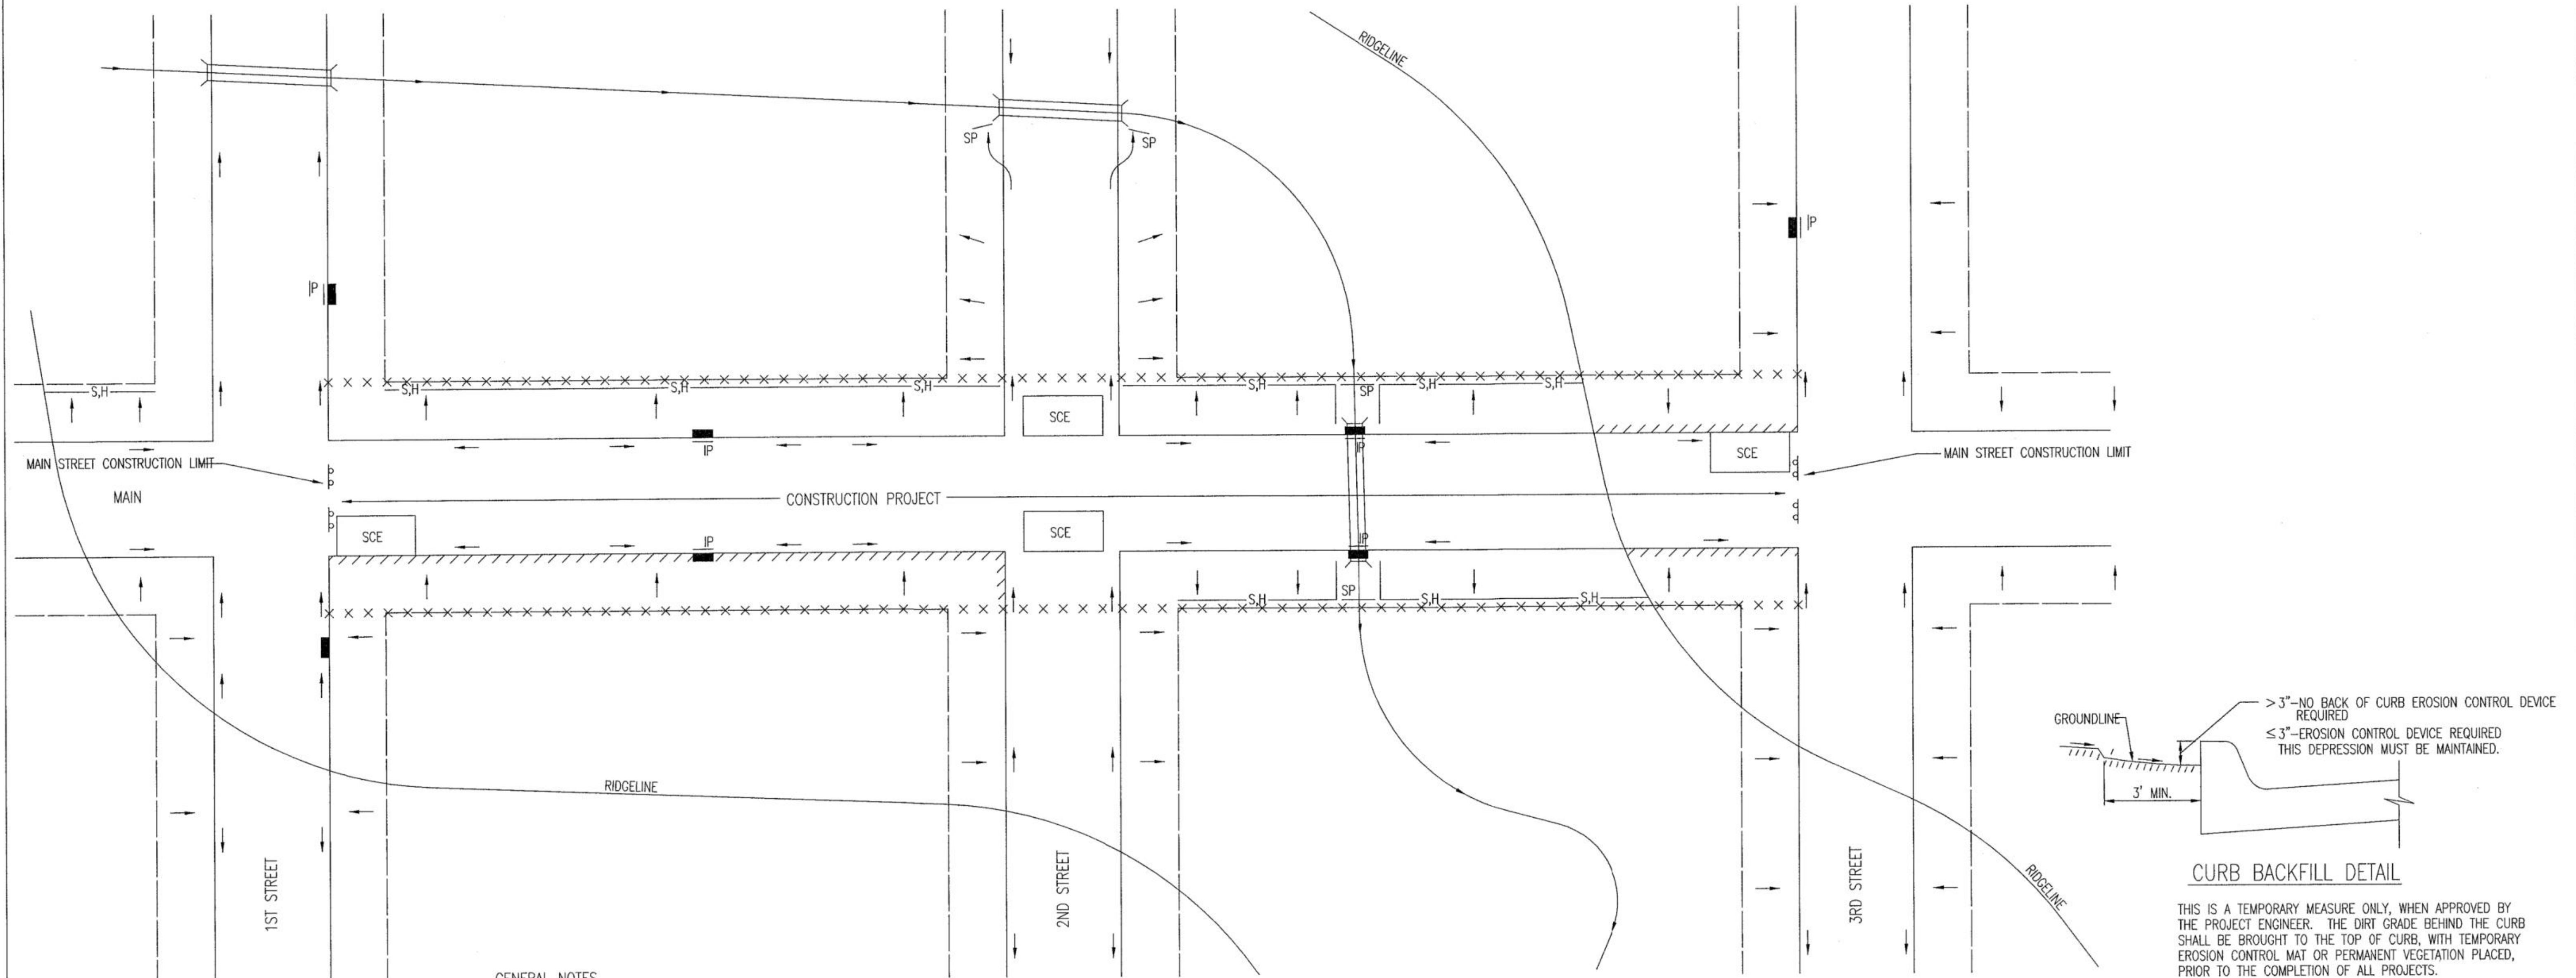 RIDGELINE
SP
SP
IP
IP
S,H
S,H
S,H
S,H
S,H
SP
S,H
S,H
SCE
IP
IP
SCE
MAIN STREET CONSTRUCTION LIMIT
MAIN STREET CONSTRUCTION LIMIT
MAIN
CONSTRUCTION PROJECT
SCE
SCE
IP
IP
S,H
SP
S,H
S,H
RIDGELINE
1ST STREET
2ND STREET
3RD STREET
RIDGELINE
GROUNDLINE
> 3"-NO BACK OF CURB EROSION CONTROL DEVICE
REQUIRED
≤ 3"-EROSION CONTROL DEVICE REQUIRED
THIS DEPRESSION MUST BE MAINTAINED.
3' MIN.
CURB BACKFILL DETAIL
THIS IS A TEMPORARY MEASURE ONLY, WHEN APPROVED BY
THE PROJECT ENGINEER. THE DIRT GRADE BEHIND THE CURB
SHALL BE BROUGHT TO THE TOP OF CURB, WITH TEMPORARY
EROSION CONTROL MAT OR PERMANENT VEGETATION PLACED,
PRIOR TO THE COMPLETION OF ALL PROJECTS.
GENERAL NOTES